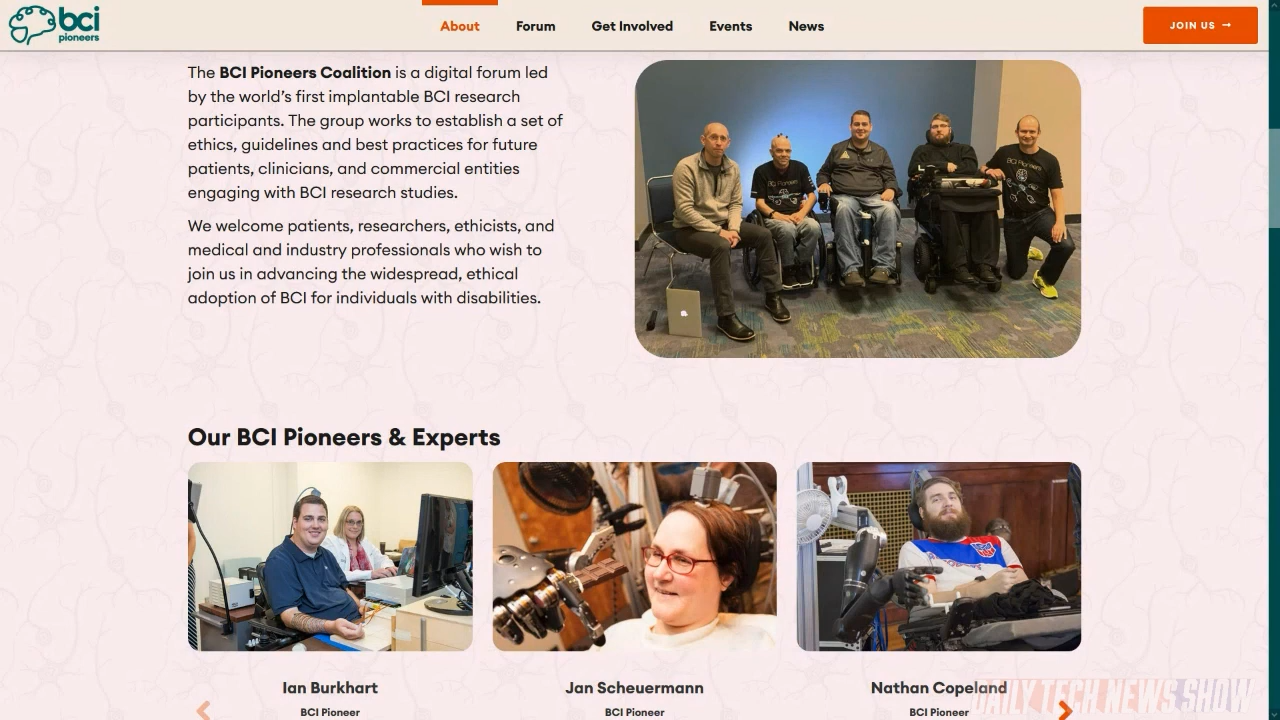 bci
pioneers
About
Forum
Get Involved
Events
News
JOIN US →
The BCI Pioneers Coalition is a digital forum led
by the world's first implantable BCI research
participants. The group works to establish a set of
ethics, guidelines and best practices for future
patients, clinicians, and commercial entities
engaging with BCI research studies.
We welcome patients, researchers, ethicists, and
medical and industry professionals who wish to
join us in advancing the widespread, ethical
adoption of BCI for individuals with disabilities.
BCI Pioneers
BCI Pioneers
Our BCI Pioneers & Experts
Ian Burkhart
BCI Pioneer
Jan Scheuermann
BCI Pioneer
Nathan Copeland
BCI Pioneer
DAILY TECH NEWS SHOW